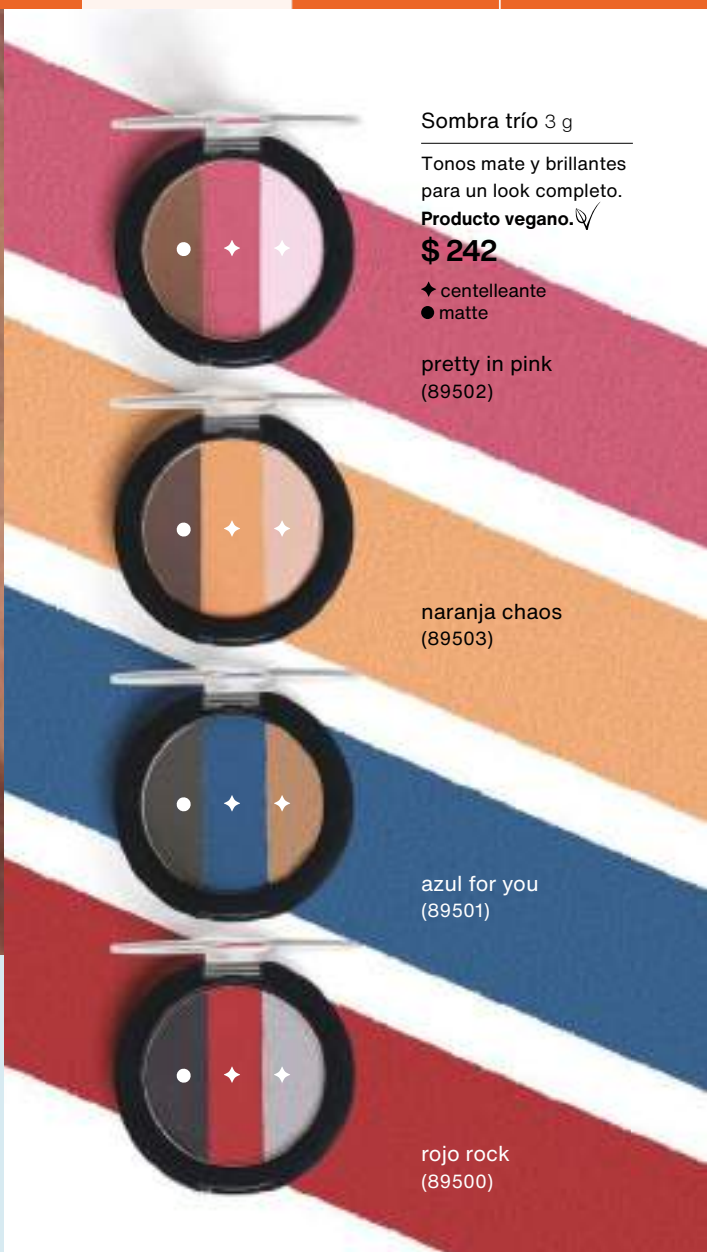 Sombra trío 3 g
Tonos mate y brillantes
para un look completo.
Producto vegano.
$ 242
✦ centelleante
● matte
pretty in pink
(89502)
naranja chaos
(89503)
azul for you
(89501)
rojo rock
(89500)